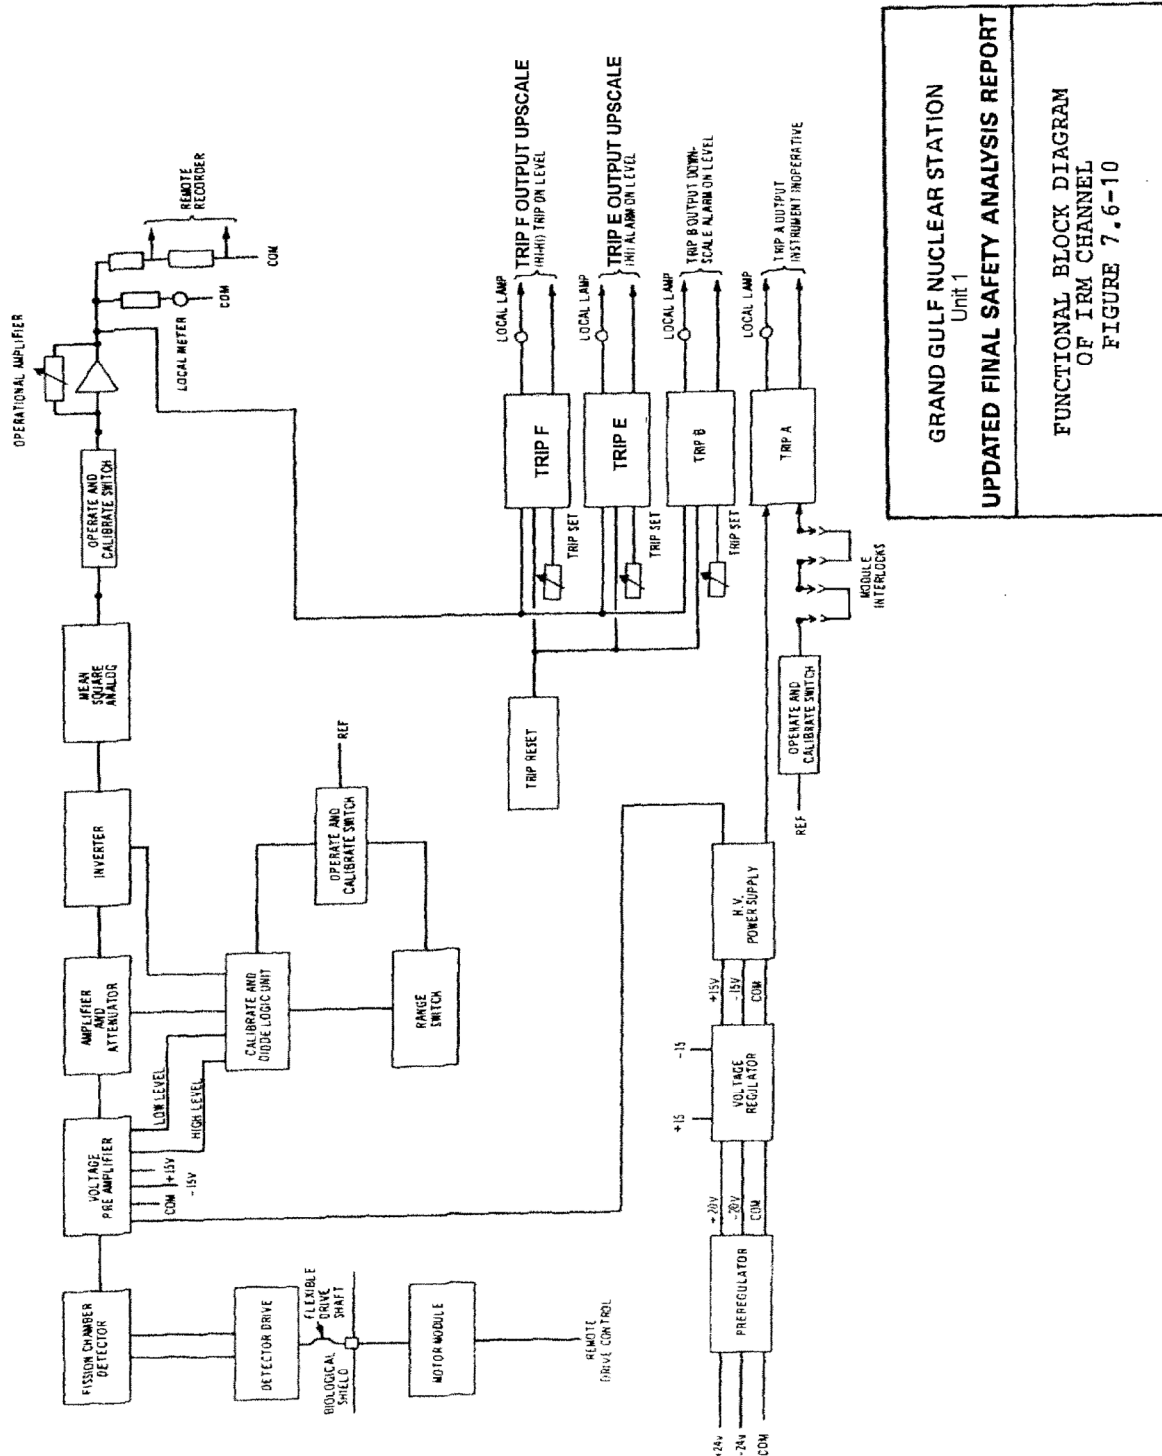 OPERATIONAL AMPLIFIER
REMOTE
RECORDER
COM
COM
LOCAL METER
OPERATE AND
CALIBRATE SWITCH
MEAN
SQUARE
ANALOG
INVERTER
AMPLIFIER
AND
ATTENUATOR
VOLTAGE
PRE AMPLIFIER
LOW LEVEL
HIGH LEVEL
+15V
-15V
COM
FISSION CHAMBER
DETECTOR
DETECTOR DRIVE
FLEXIBLE
DRIVE
SHAFT
BIOLOGICAL
SHIELD
MOTOR MODULE
REMOTE
DRIVE CONTROL
CALIBRATE AND
DIODE LOGIC UNIT
OPERATE AND
CALIBRATE SWITCH
REF
RANGE
SWITCH
TRIP RESET
TRIP F
TRIP SET
LOCAL LAMP
TRIP F OUTPUT UPSCALE
(HI-HI) TRIP ON LEVEL
TRIP E
TRIP SET
LOCAL LAMP
TRIP E OUTPUT UPSCALE
(HI) ALARM ON LEVEL
TRIP B
TRIP SET
LOCAL LAMP
TRIP B OUTPUT DOWN-
SCALE ALARM ON LEVEL
TRIP A
LOCAL LAMP
TRIP A OUTPUT
INSTRUMENT INOPERATIVE
MODULE
INTERLOCKS
OPERATE AND
CALIBRATE SWITCH
REF
H.V.
POWER SUPPLY
+15V
-15V
COM
VOLTAGE
REGULATOR
+15
-15
+20V
-20V
COM
PREREGULATOR
+24V
-24V
COM
GRAND GULF NUCLEAR STATION
Unit 1
UPDATED FINAL SAFETY ANALYSIS REPORT
FUNCTIONAL BLOCK DIAGRAM
OF IRM CHANNEL
FIGURE 7.6-10